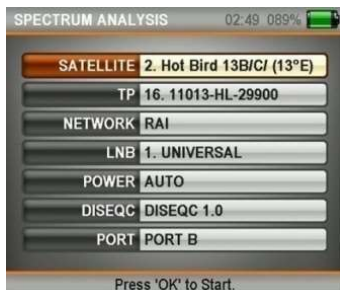 SPECTRUM ANALYSIS 02:49 089%
SATELLITE 2. Hot Bird 13B/C/ (13°E)
TP 16. 11013-HL-29900
NETWORK RAI
LNB 1. UNIVERSAL
POWER AUTO
DISEQC DISEQC 1.0
PORT PORT B
Press 'OK' to Start.